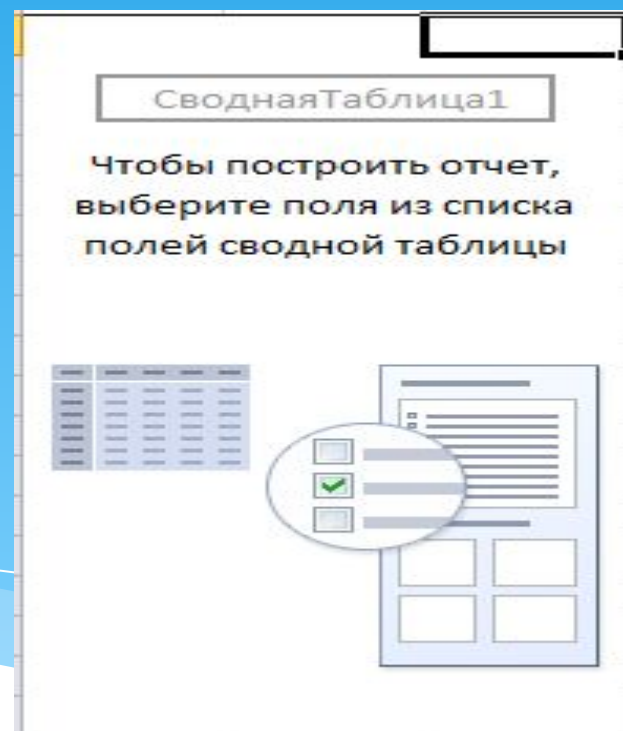 СводнаяТаблица1
Чтобы построить отчет,
выберите поля из списка
полей сводной таблицы